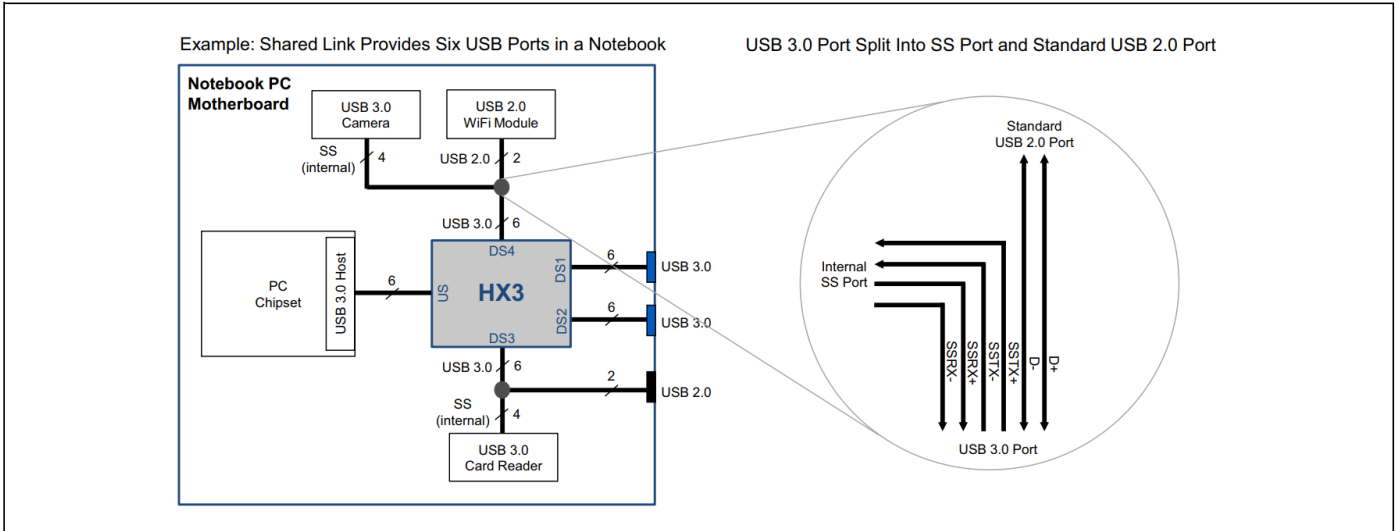 Example: Shared Link Provides Six USB Ports in a Notebook
USB 3.0 Port Split Into SS Port and Standard USB 2.0 Port
Notebook PC
Motherboard
USB 3.0
Camera
USB 2.0
WiFi Module
SS
(internal)
4
USB 2.0
2
USB 3.0
6
PC
Chipset
USB 3.0 Host
6
US
HX3
DS4
DS1
DS2
DS3
6
USB 3.0
6
USB 3.0
USB 3.0
6
2
USB 2.0
SS
(internal)
4
USB 3.0
Card Reader
Standard
USB 2.0 Port
Internal
SS Port
SSRX-
SSRX+
SSTX-
SSTX+
D-
D+
USB 3.0 Port